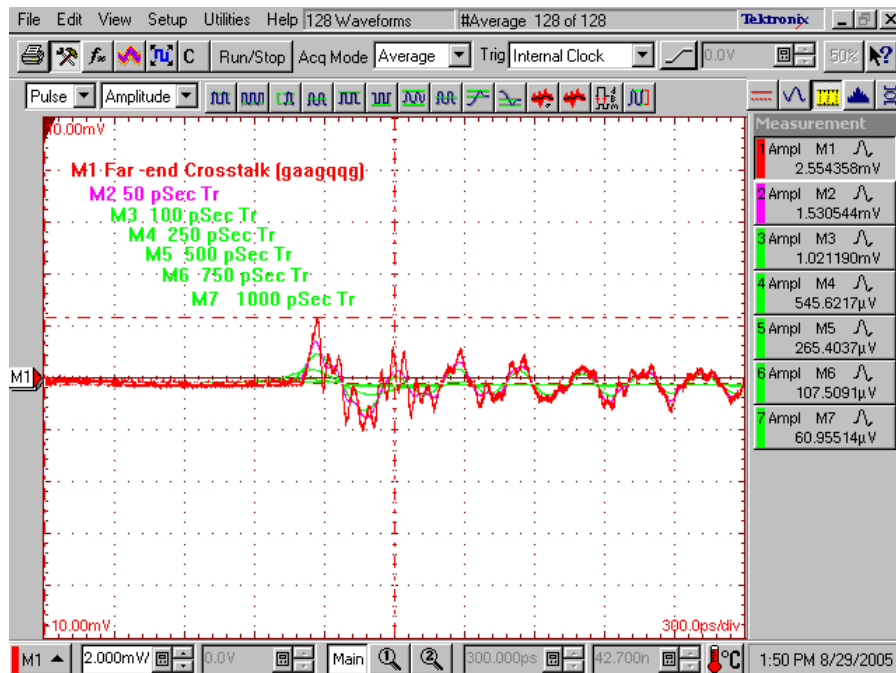 File Edit View Setup Utilities Help 128 Waveforms #Average 128 of 128 Tektronix
Run/Stop Acq Mode Average Trig Internal Clock 0.0V 50% ?
C
Pulse Amplitude
10.00mV
M1 Far -end Crosstalk (gaagqqg)
M2 50 pSec Tr
M3 100 pSec Tr
M4 250 pSec Tr
M5 500 pSec Tr
M6 750 pSec Tr
M7 1000 pSec Tr
M1
-10.00mV
300.0ps/div
Measurement
1 Ampl M1
2.554358mV
2 Ampl M2
1.530544mV
3 Ampl M3
1.021190mV
4 Ampl M4
545.6217µV
5 Ampl M5
265.4037µV
6 Ampl M6
107.5091µV
7 Ampl M7
60.95514µV
M1 2.000mV/ 0.0V Main 1 2 300.000ps 42.700n °C 1:50 PM 8/29/2005